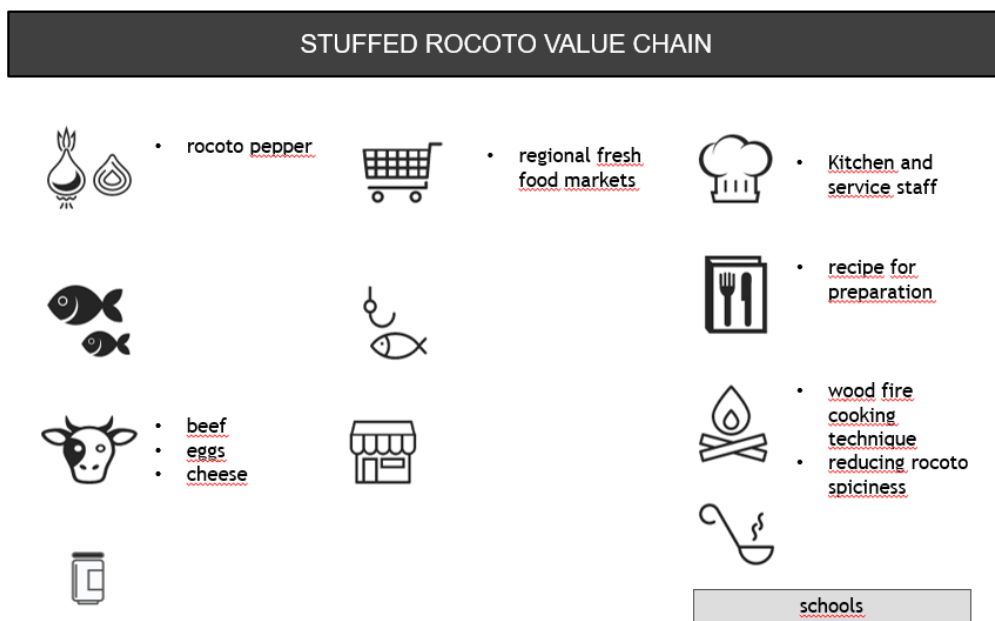 STUFFED ROCOTO VALUE CHAIN
• rocoto pepper
• regional fresh
food markets
• Kitchen and
service staff
• recipe for
preparation
• beef
• eggs
• cheese
• wood fire
cooking
technique
• reducing rocoto
spiciness
schools